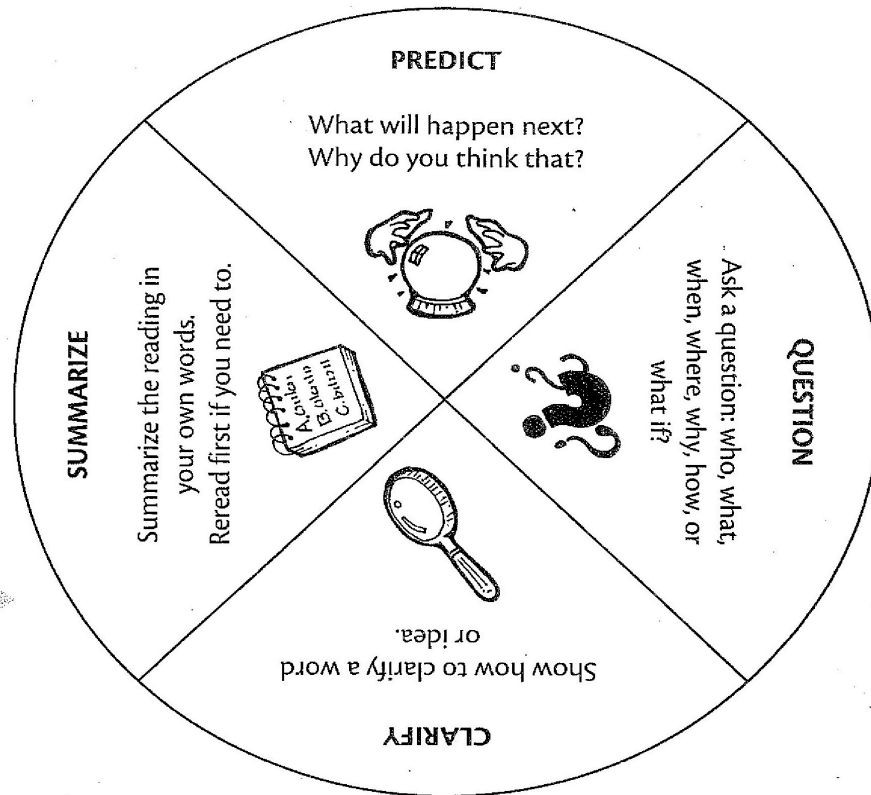 PREDICT
What will happen next?
Why do you think that?
QUESTION
Ask a question: who, what,
when, where, why, how, or
what if?
CLARIFY
Show how to clarify a word
or idea.
SUMMARIZE
Summarize the reading in
your own words.
Reread first if you need to.
A.
B.
C.